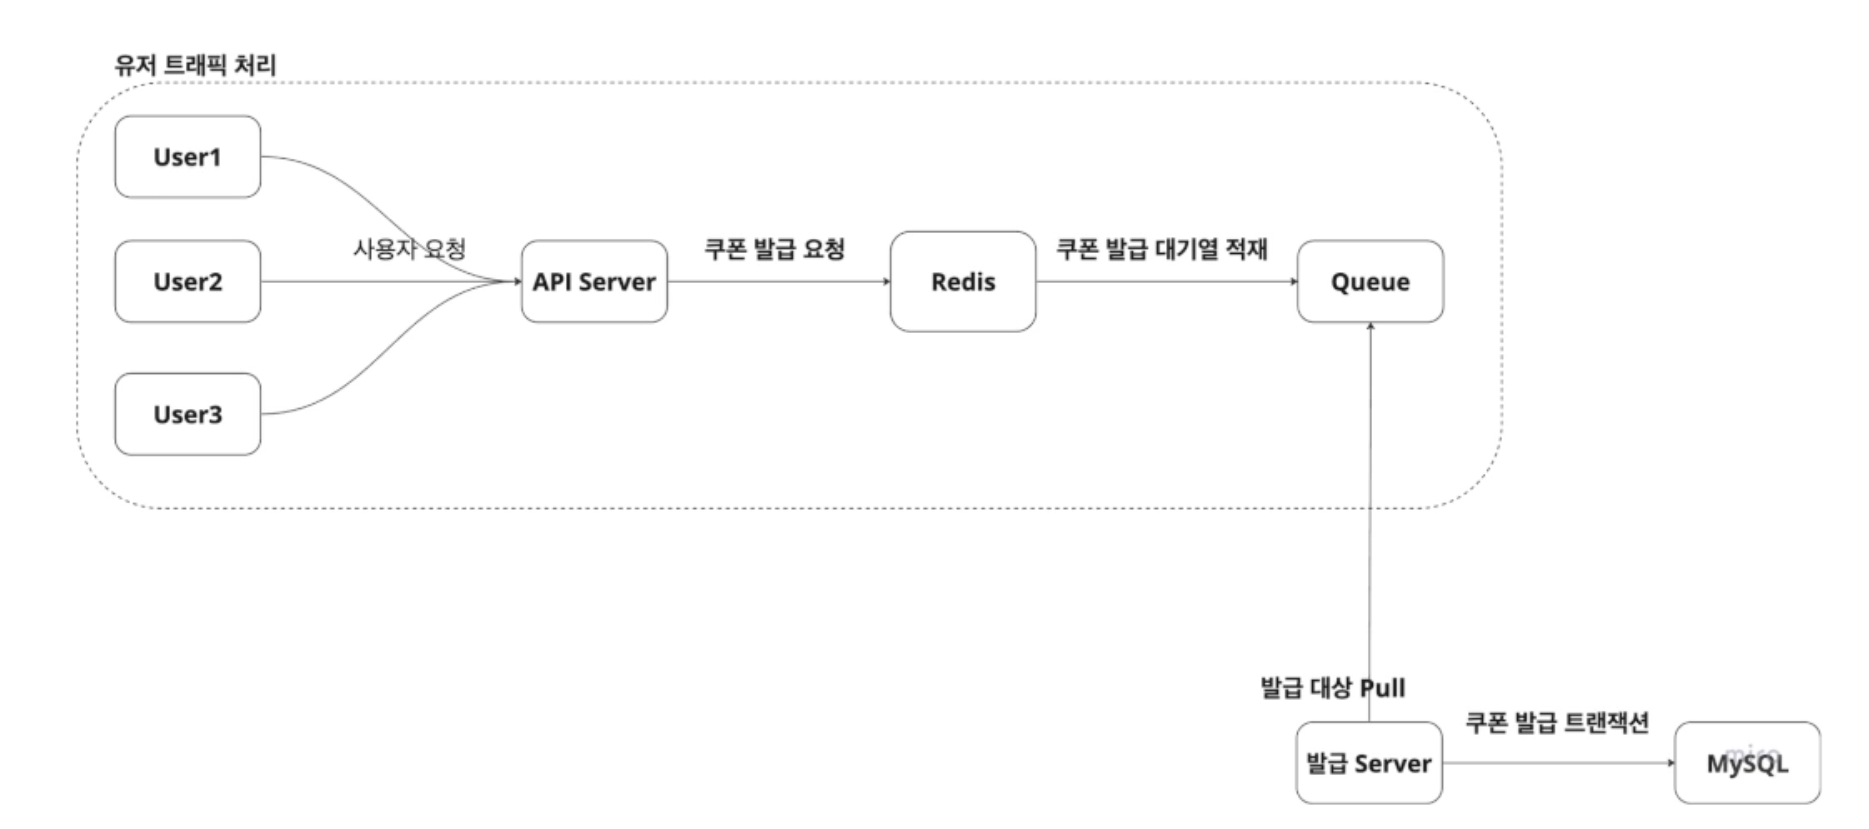 유저 트래픽 처리
User1
사용자 요청
쿠폰 발급 요청
쿠폰 발급 대기열 적재
User2
API Server
Redis
Queue
User3
발급 대상 Pull
쿠폰 발급 트랜잭션
발급 Server
MySQL
miro